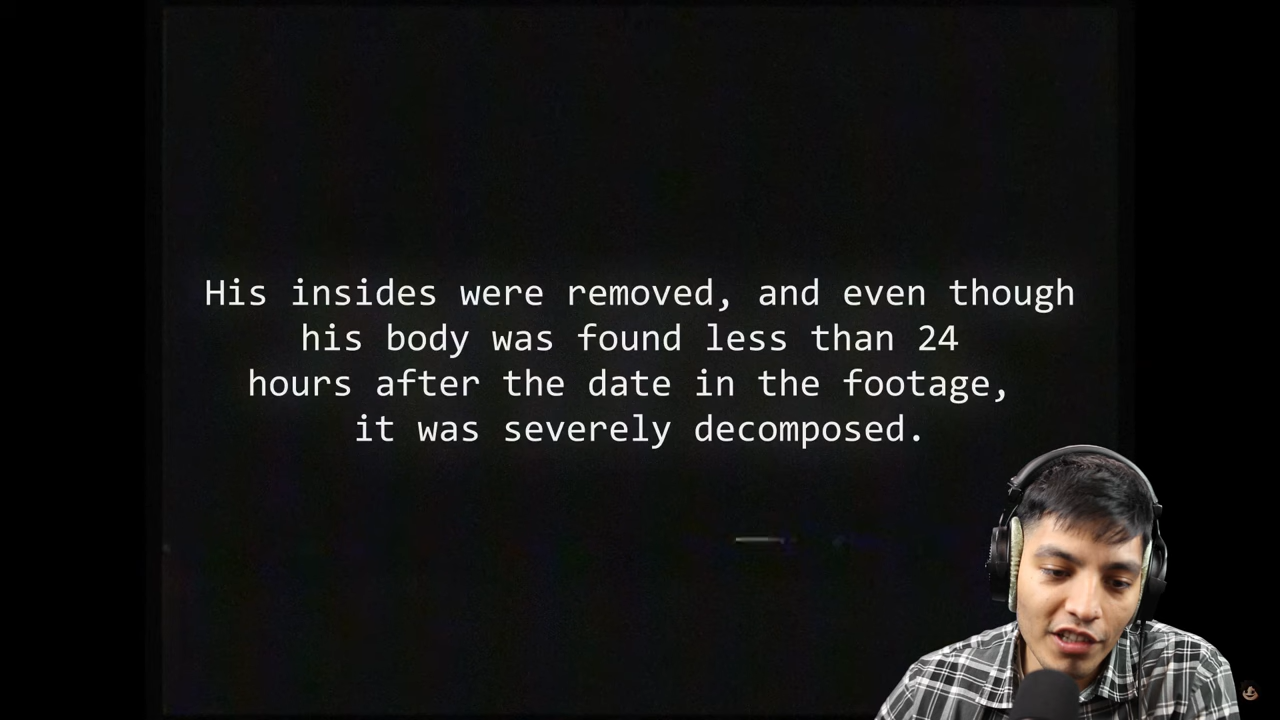 His insides were removed, and even though
his body was found less than 24
hours after the date in the footage,
it was severely decomposed.